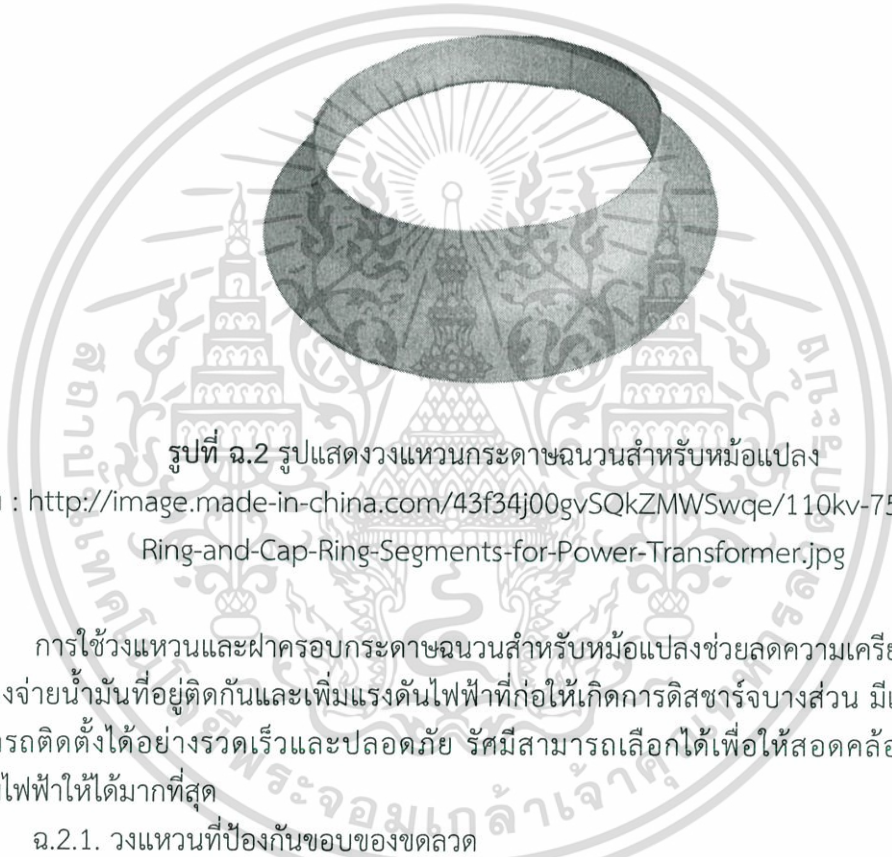 รูปที่ ฉ.2 รูปแสดงวงแหวนกระดาษฉนวนสำหรับหม้อแปลง
: http://image.made-in-china.com/43f34j00gvSQkZMWSwqe/110kv-75
Ring-and-Cap-Ring-Segments-for-Power-Transformer.jpg
การใช้วงแหวนและฝาครอบกระดาษฉนวนสำหรับหม้อแปลงช่วยลดความเครีย
งจ่ายน้ำมันที่อยู่ติดกันและเพิ่มแรงดันไฟฟ้าที่ก่อให้เกิดการดิสชาร์จบางส่วน มีเ
ารถติดตั้งได้อย่างรวดเร็วและปลอดภัย รัศมีสามารถเลือกได้เพื่อให้สอดคล้อ
ไฟฟ้าให้ได้มากที่สุด
ฉ.2.1. วงแหวนที่ป้องกันขอบของขดลวด